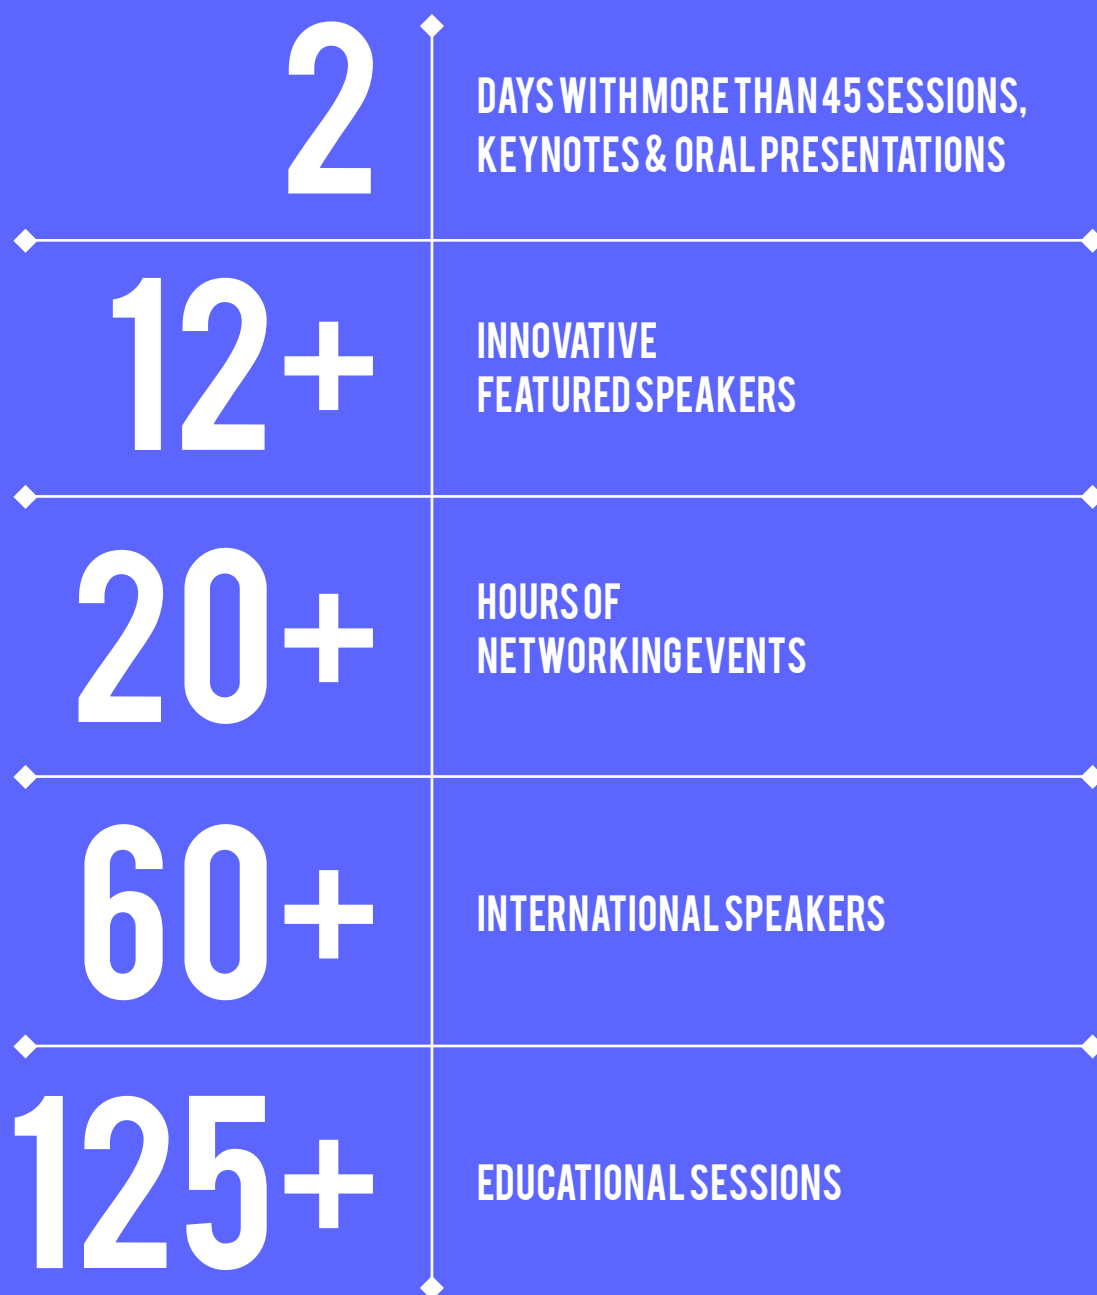 2
DAYS WITH MORE THAN 45 SESSIONS,
KEYNOTES & ORAL PRESENTATIONS
12+
INNOVATIVE
FEATURED SPEAKERS
20+
HOURS OF
NETWORKING EVENTS
60+
INTERNATIONAL SPEAKERS
125+
EDUCATIONAL SESSIONS